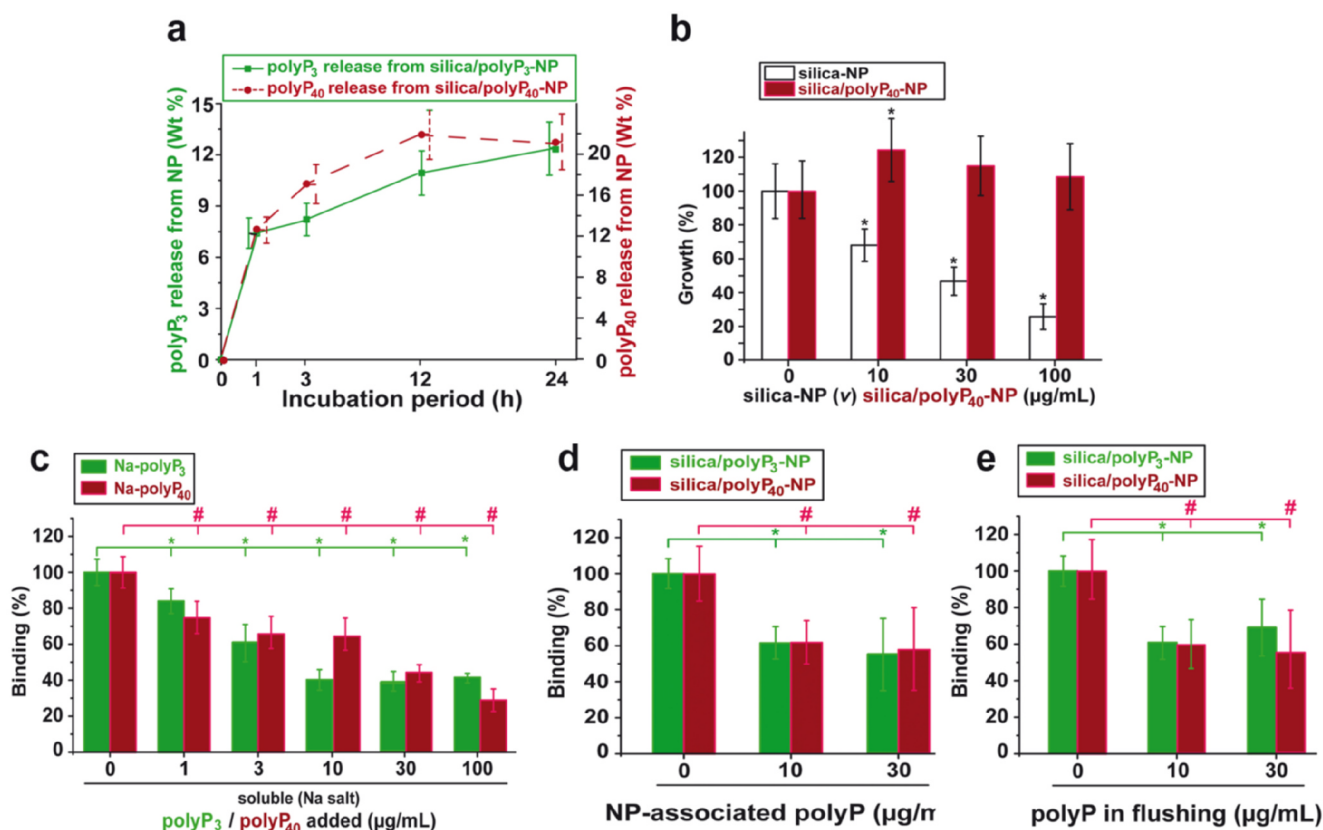 a
polyP3 release from silica/polyP3-NP
polyP40 release from silica/polyP40-NP
polyP3 release from NP (Wt %)
15
12
9
6
3
0
20
16
12
8
4
0
polyP40 release from NP (Wt %)
0 1 3 12 24
Incubation period (h)
b
silica-NP
silica/polyP40-NP
Growth (%)
120
100
80
60
40
20
0
*
*
*
*
0 10 30 100
silica-NP (v) silica/polyP40-NP (µg/mL)
c
Na-polyP3
Na-polyP40
# # # # #
* * * * *
Binding (%)
120
100
80
60
40
20
0
0 1 3 10 30 100
soluble (Na salt)
polyP3 / polyP40 added (µg/mL)
d
silica/polyP3-NP
silica/polyP40-NP
# #
* *
Binding (%)
120
100
80
60
40
20
0
0 10 30
NP-associated polyP (µg/m
e
silica/polyP3-NP
silica/polyP40-NP
# #
* *
Binding (%)
120
100
80
60
40
20
0
0 10 30
polyP in flushing (µg/mL)